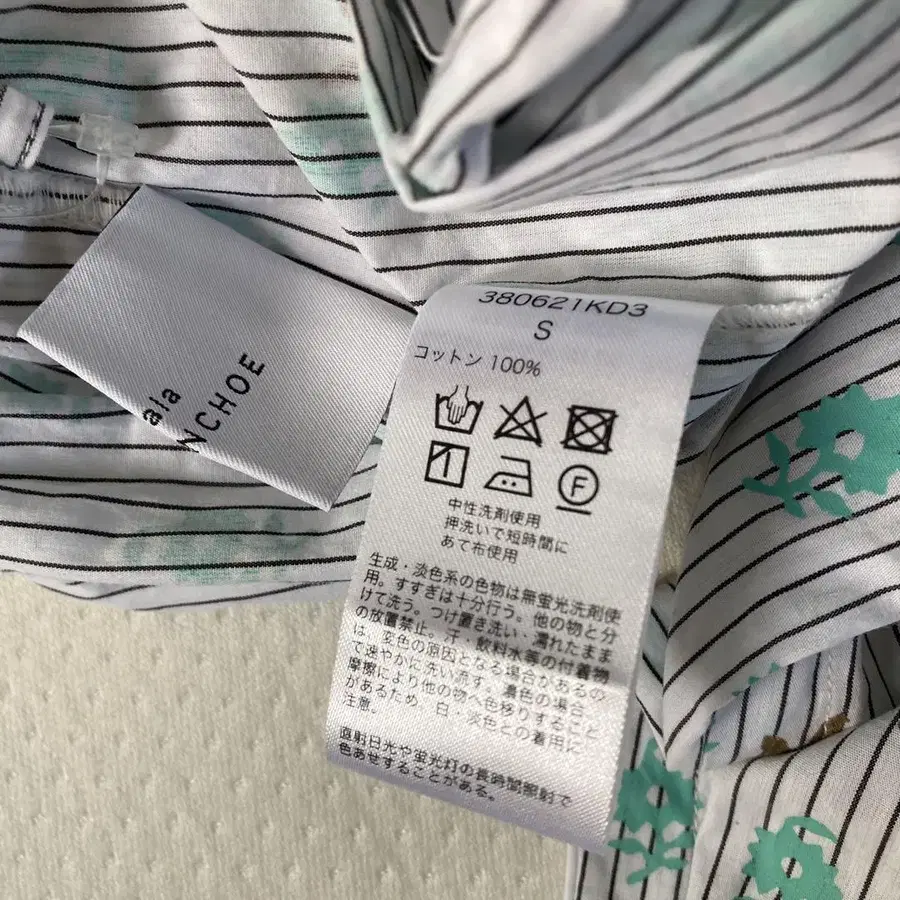 380621KD3
S
コットン 100%
F
中性洗剤使用
押洗いで短時間に
あて布使用
生成・淡色系の色物は無蛍光洗剤使
用。すすぎは十分行う。他の物と分
けて洗う。つけ置き洗い・濡れたまま
の放置禁止。汗、飲料水等の付着物
は、変色の原因となる場合があるの
で速やかに洗い流す。濃色の場合、
摩擦により他の物へ色移りすること
があるため、白・淡色との着用に
注意。
直射日光や蛍光灯の長時間照射で
色あせすることがある。
ala
NCHOE